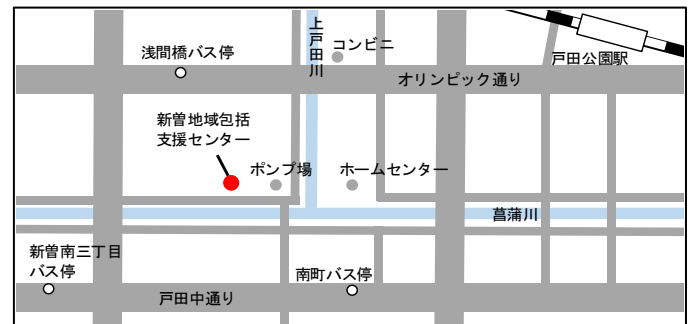 上戸田川
コンビニ
浅間橋バス停
戸田公園駅
オリンピック通り
新曽地域包括
支援センター
ポンプ場
ホームセンター
菖蒲川
新曽南三丁目
バス停
南町バス停
戸田中通り